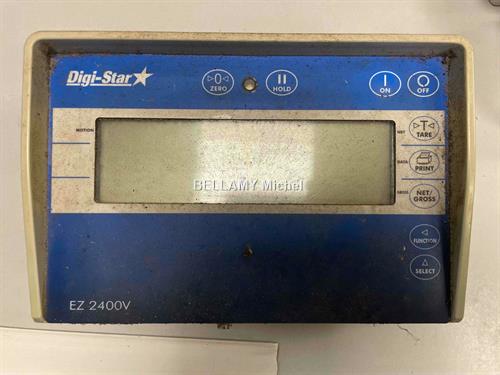 Digi-Star
ZERO
HOLD
ON
OFF
MOTION
NET
T
TARE
PRINT
BELLAMY Michel
GROSS
NET/
GROSS
FUNCTION
SELECT
EZ 2400V